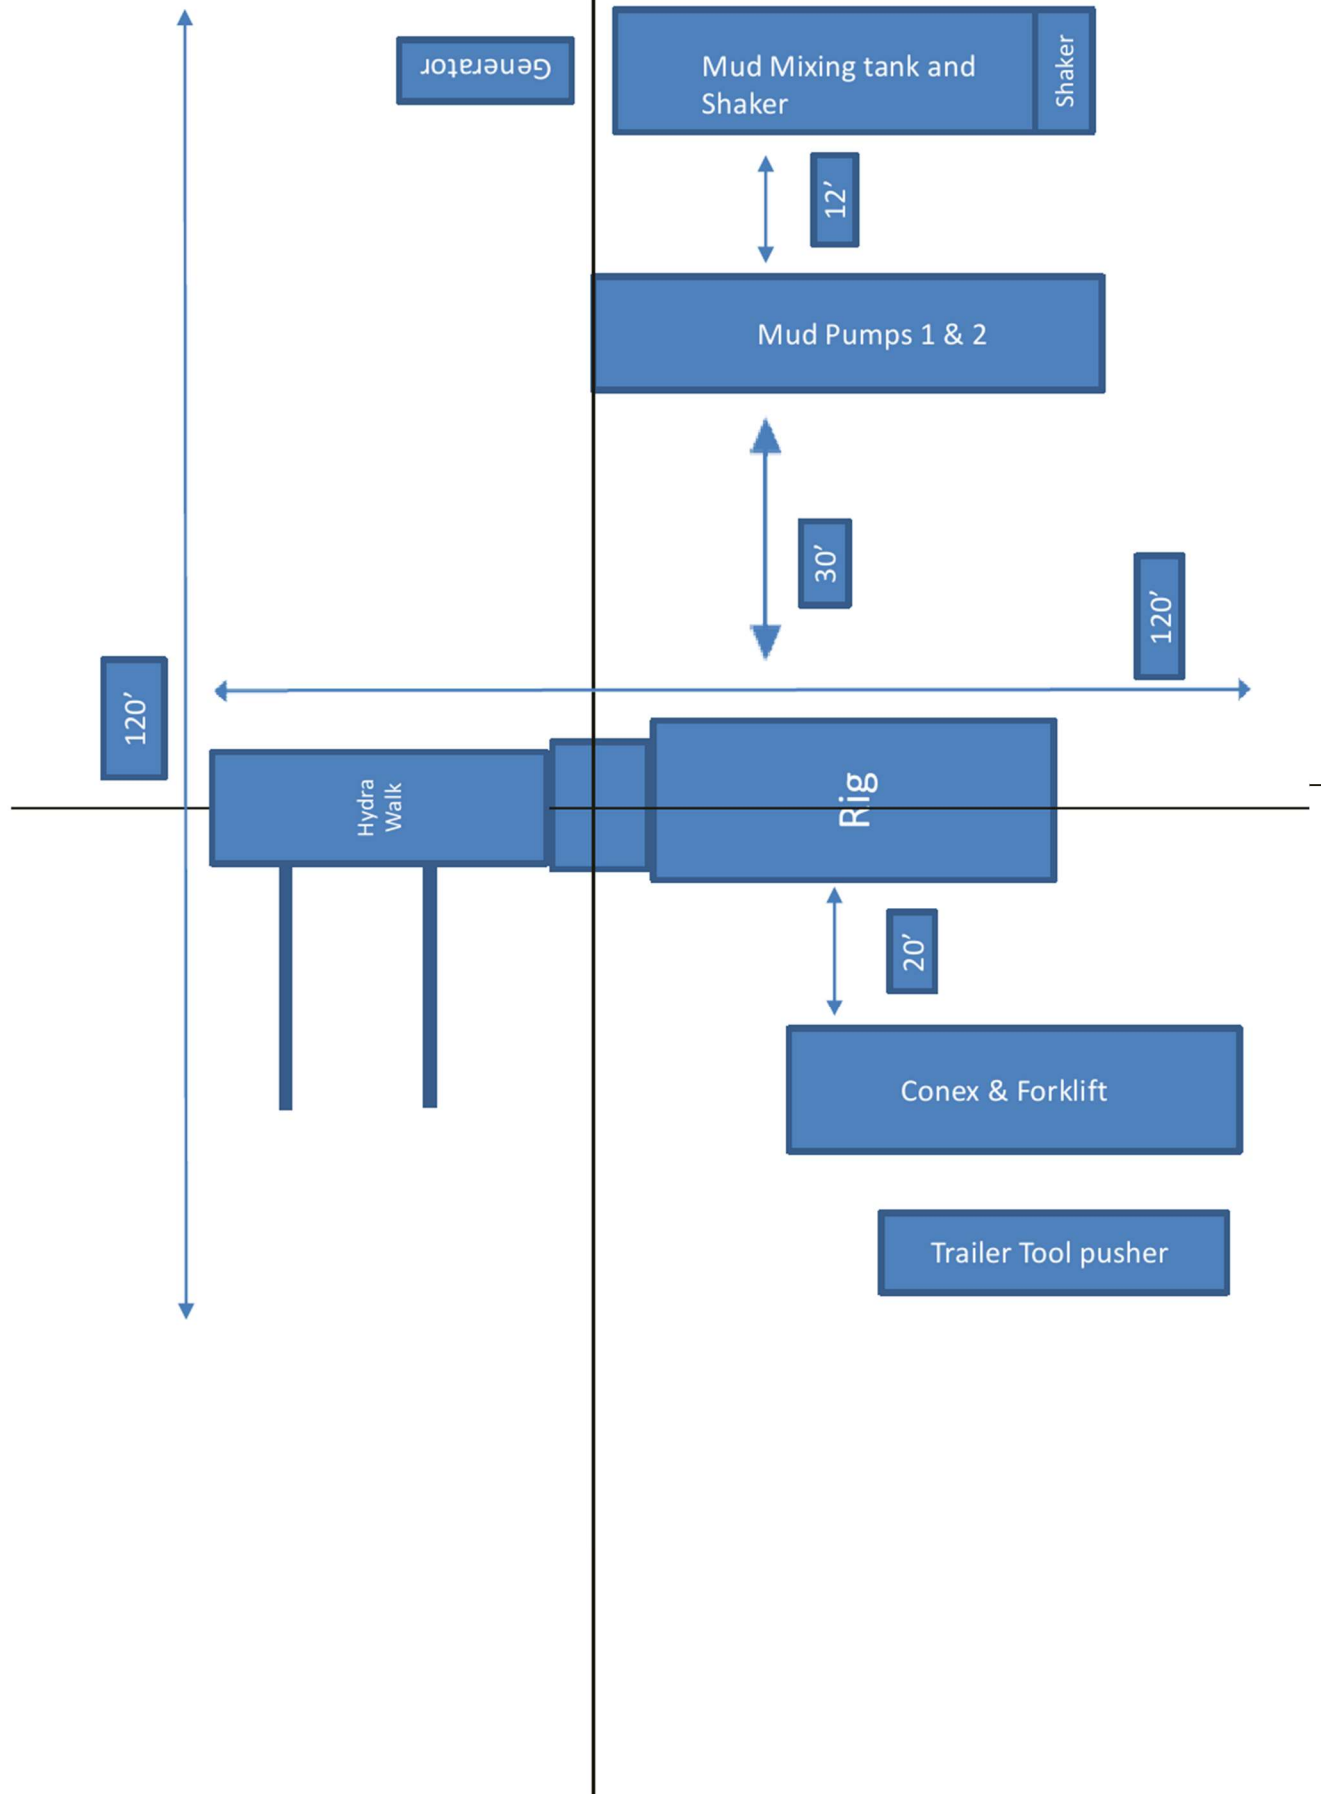 Generator
Mud Mixing tank and
Shaker
Shaker
12’
Mud Pumps 1 & 2
30’
120’
120’
Hydra
Walk
Rig
20’
Conex & Forklift
Trailer Tool pusher